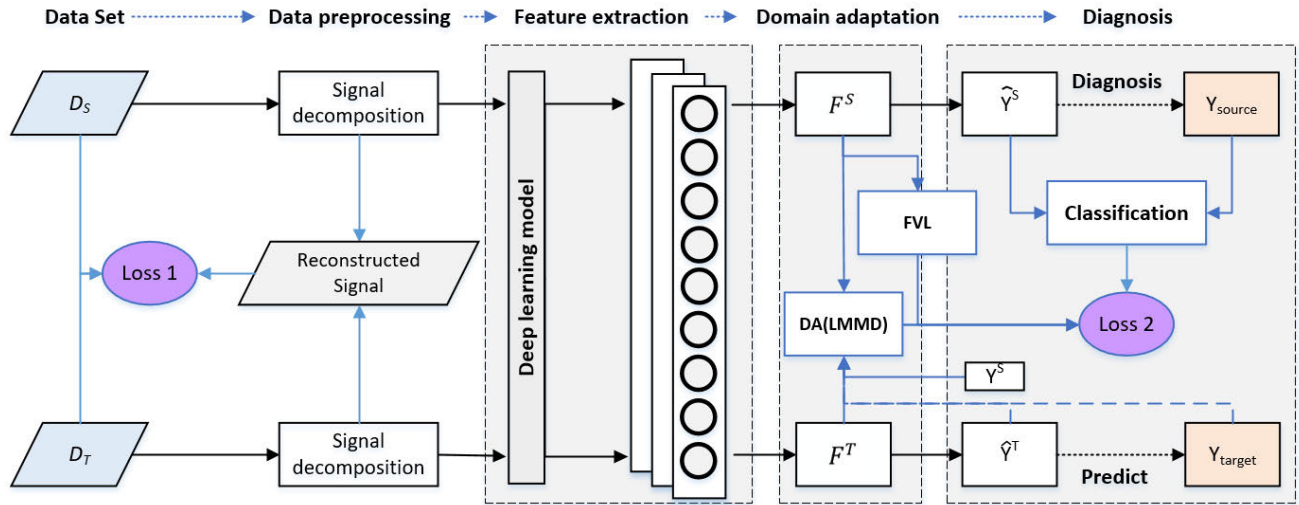 Data Set
Data preprocessing
Feature extraction
Domain adaptation
Diagnosis
D_S
Signal
decomposition
Deep learning model
F^S
Ŷ^S
Diagnosis
Y_source
FVL
Classification
Loss 1
Reconstructed
Signal
DA(LMMD)
Loss 2
Y^S
D_T
Signal
decomposition
F^T
Ŷ^T
Predict
Y_target